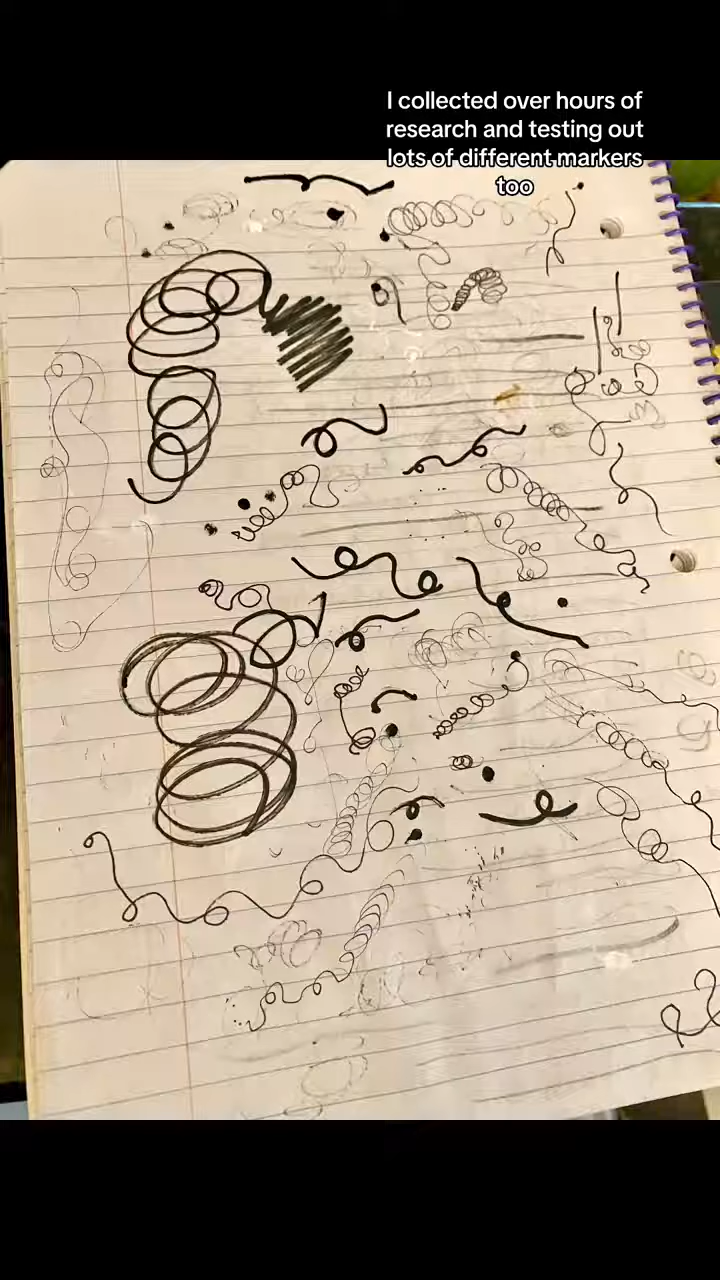 I collected over hours of
research and testing out
lots of different markers
too